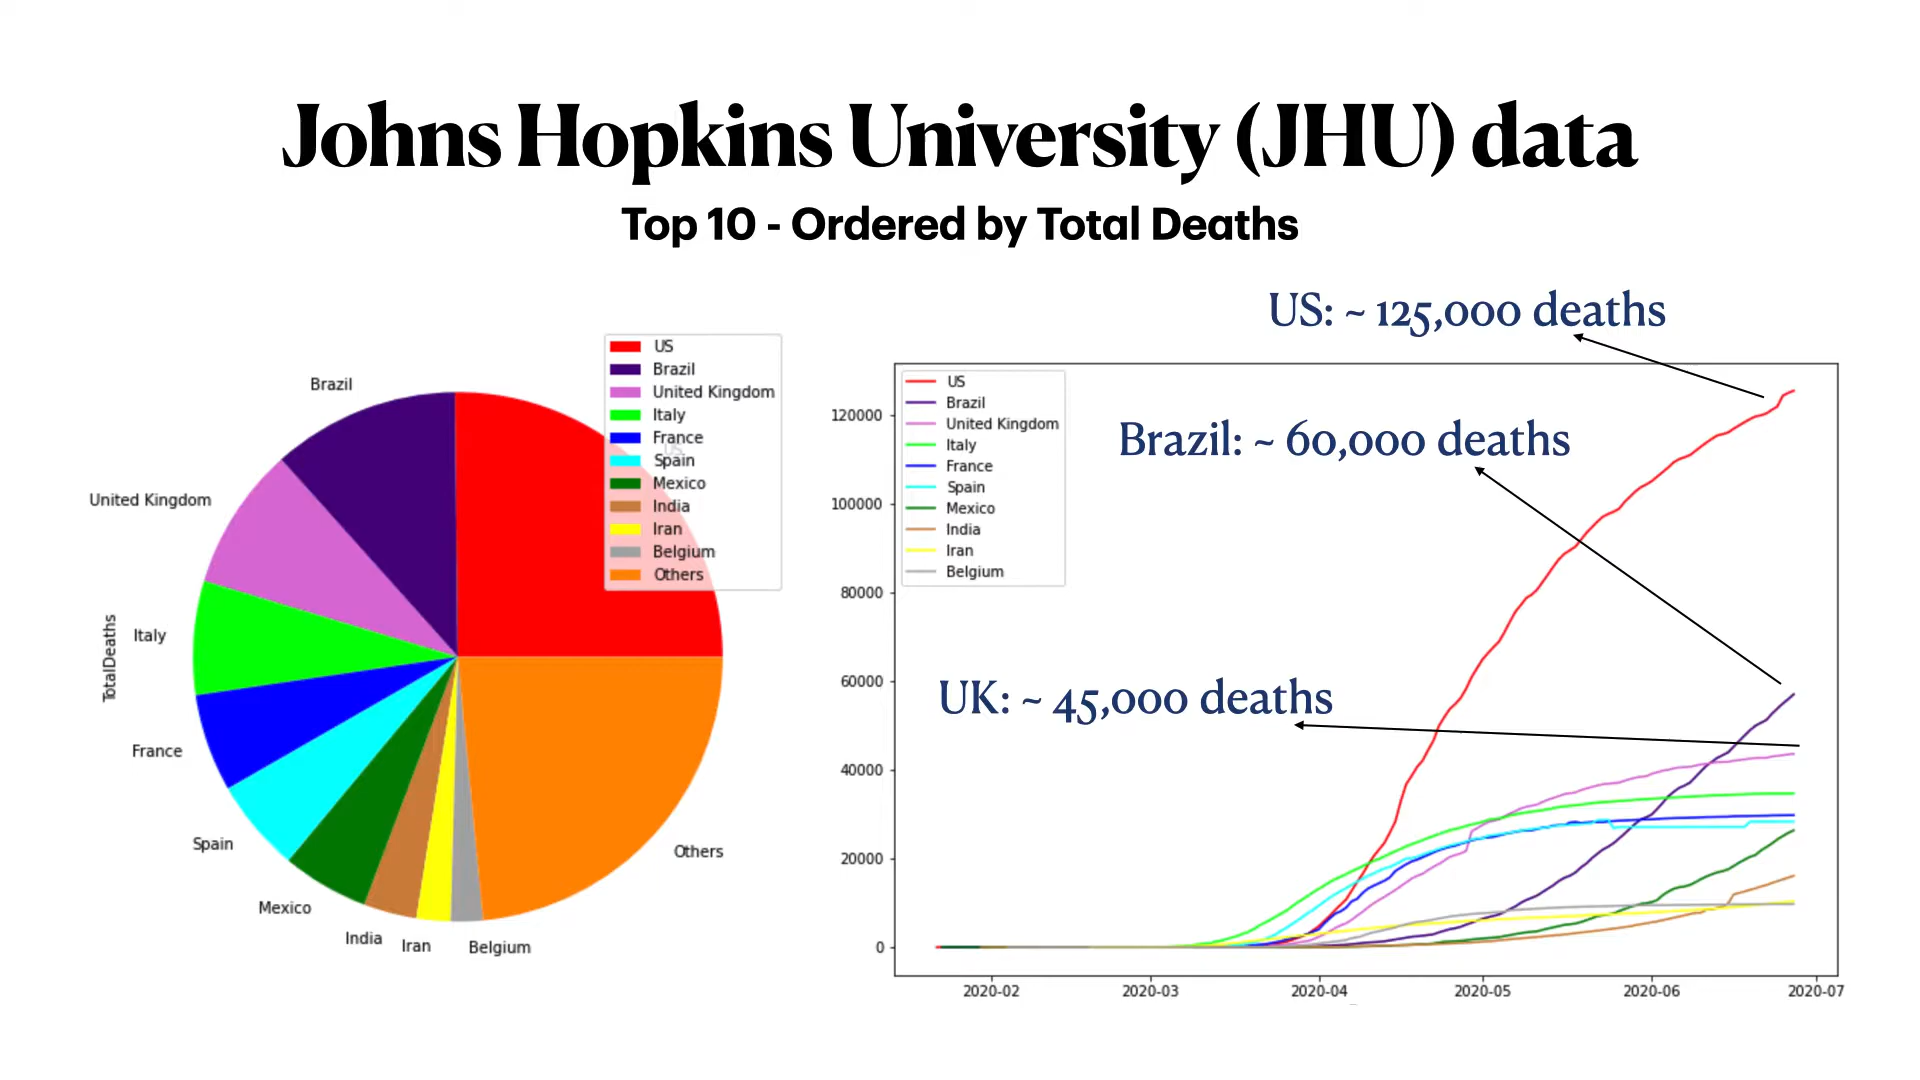 Johns Hopkins University (JHU) data
Top 10 - Ordered by Total Deaths
US
Brazil
United Kingdom
Italy
France
Spain
Mexico
India
Iran
Belgium
Others
Brazil
United Kingdom
Italy
France
Spain
Mexico
India
Iran
Belgium
Others
US
TotalDeaths
US: ~ 125,000 deaths
Brazil: ~ 60,000 deaths
UK: ~ 45,000 deaths
US
Brazil
United Kingdom
Italy
France
Spain
Mexico
India
Iran
Belgium
120000
100000
80000
60000
40000
20000
0
2020-02
2020-03
2020-04
2020-05
2020-06
2020-07